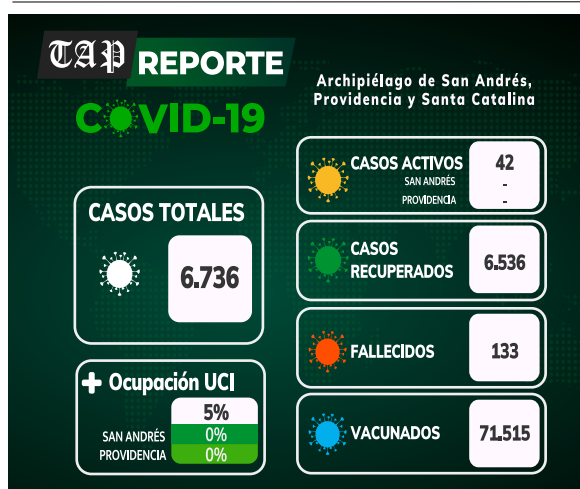 TAP REPORTE
COVID-19
Archipiélago de San Andrés,
Providencia y Santa Catalina
CASOS ACTIVOS 42
SAN ANDRÉS -
PROVIDENCIA -
CASOS TOTALES
6.736
CASOS
RECUPERADOS
6.536
FALLECIDOS 133
+ Ocupación UCI
5%
SAN ANDRÉS 0%
PROVIDENCIA 0%
VACUNADOS 71.515